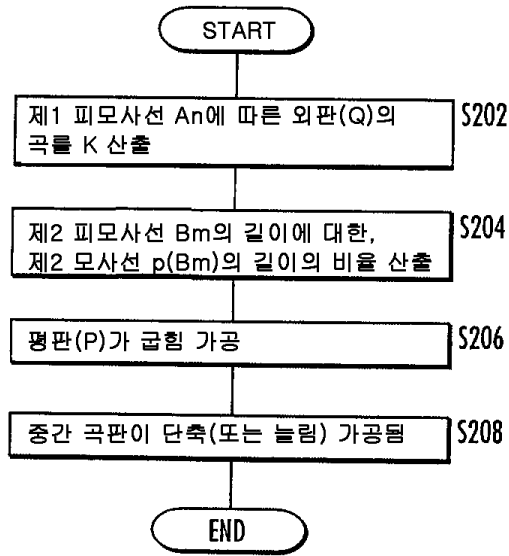 START
제1 피모사선 An에 따른 외판(Q)의
곡률 K 산출
S202
제2 피모사선 Bm의 길이에 대한,
제2 모사선 p(Bm)의 길이의 비율 산출
S204
평판(P)가 굽힘 가공
S206
중간 곡판이 단축(또는 늘림) 가공됨
S208
END